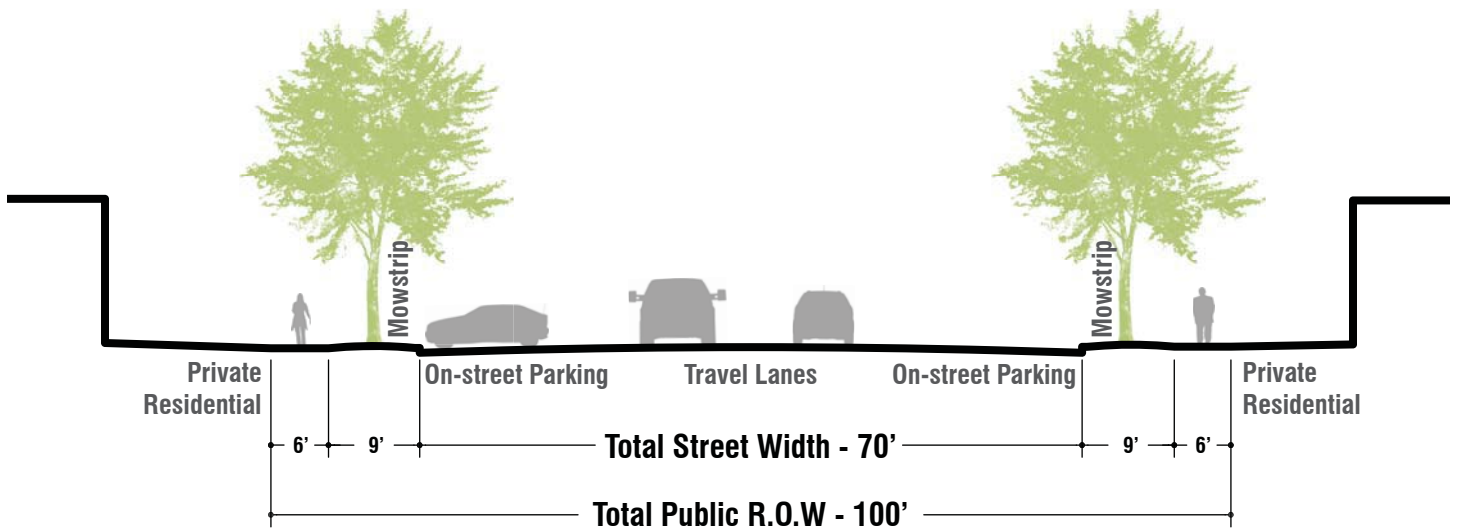 Mowstrip
Mowstrip
Private
Residential
On-street Parking
Travel Lanes
On-street Parking
Private
Residential
6’
9’
Total Street Width - 70’
9’
6’
Total Public R.O.W - 100’